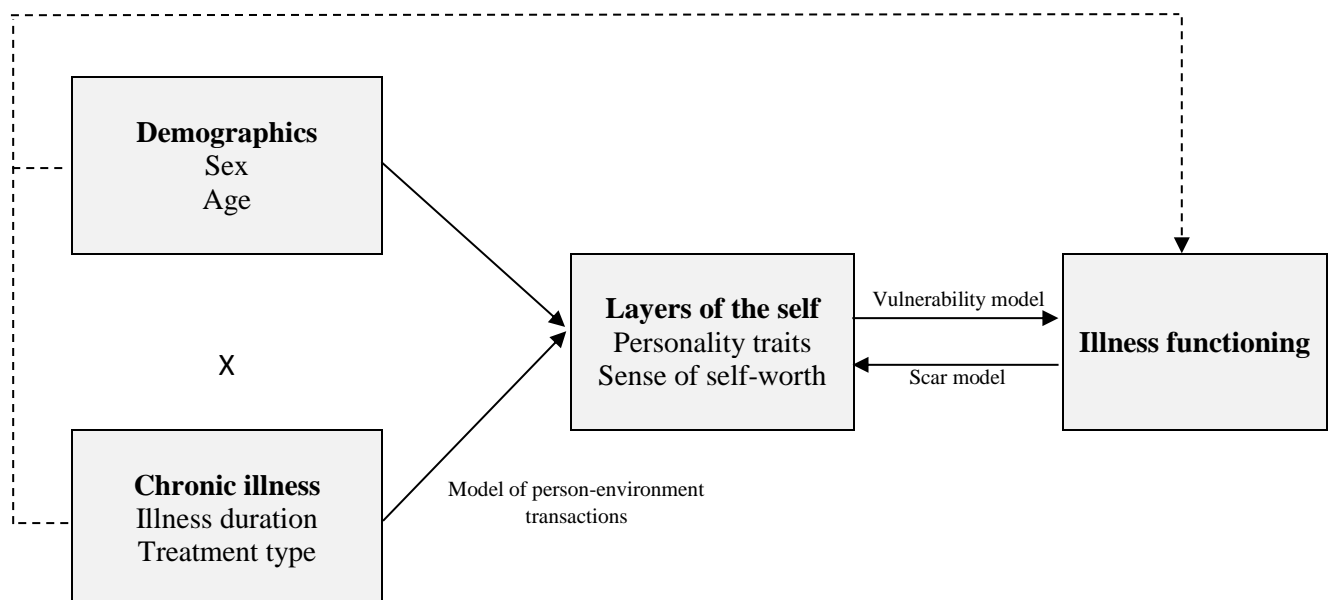 Demographics
Sex
Age
X
Chronic illness
Illness duration
Treatment type
Model of person-environment
transactions
Layers of the self
Personality traits
Sense of self-worth
Vulnerability model
Scar model
Illness functioning